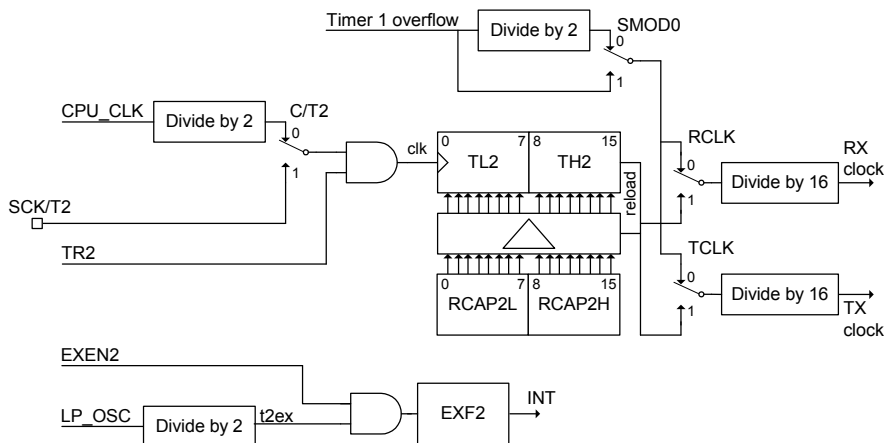 Timer 1 overflow
Divide by 2
SMOD0
0
1
CPU_CLK
Divide by 2
C/T2
0
1
clk
0
7
8
15
TL2
TH2
reload
RCLK
0
1
Divide by 16
RX
clock
SCK/T2
TR2
0
7
8
15
RCAP2L
RCAP2H
TCLK
0
1
Divide by 16
TX
clock
EXEN2
LP_OSC
Divide by 2
t2ex
EXF2
INT